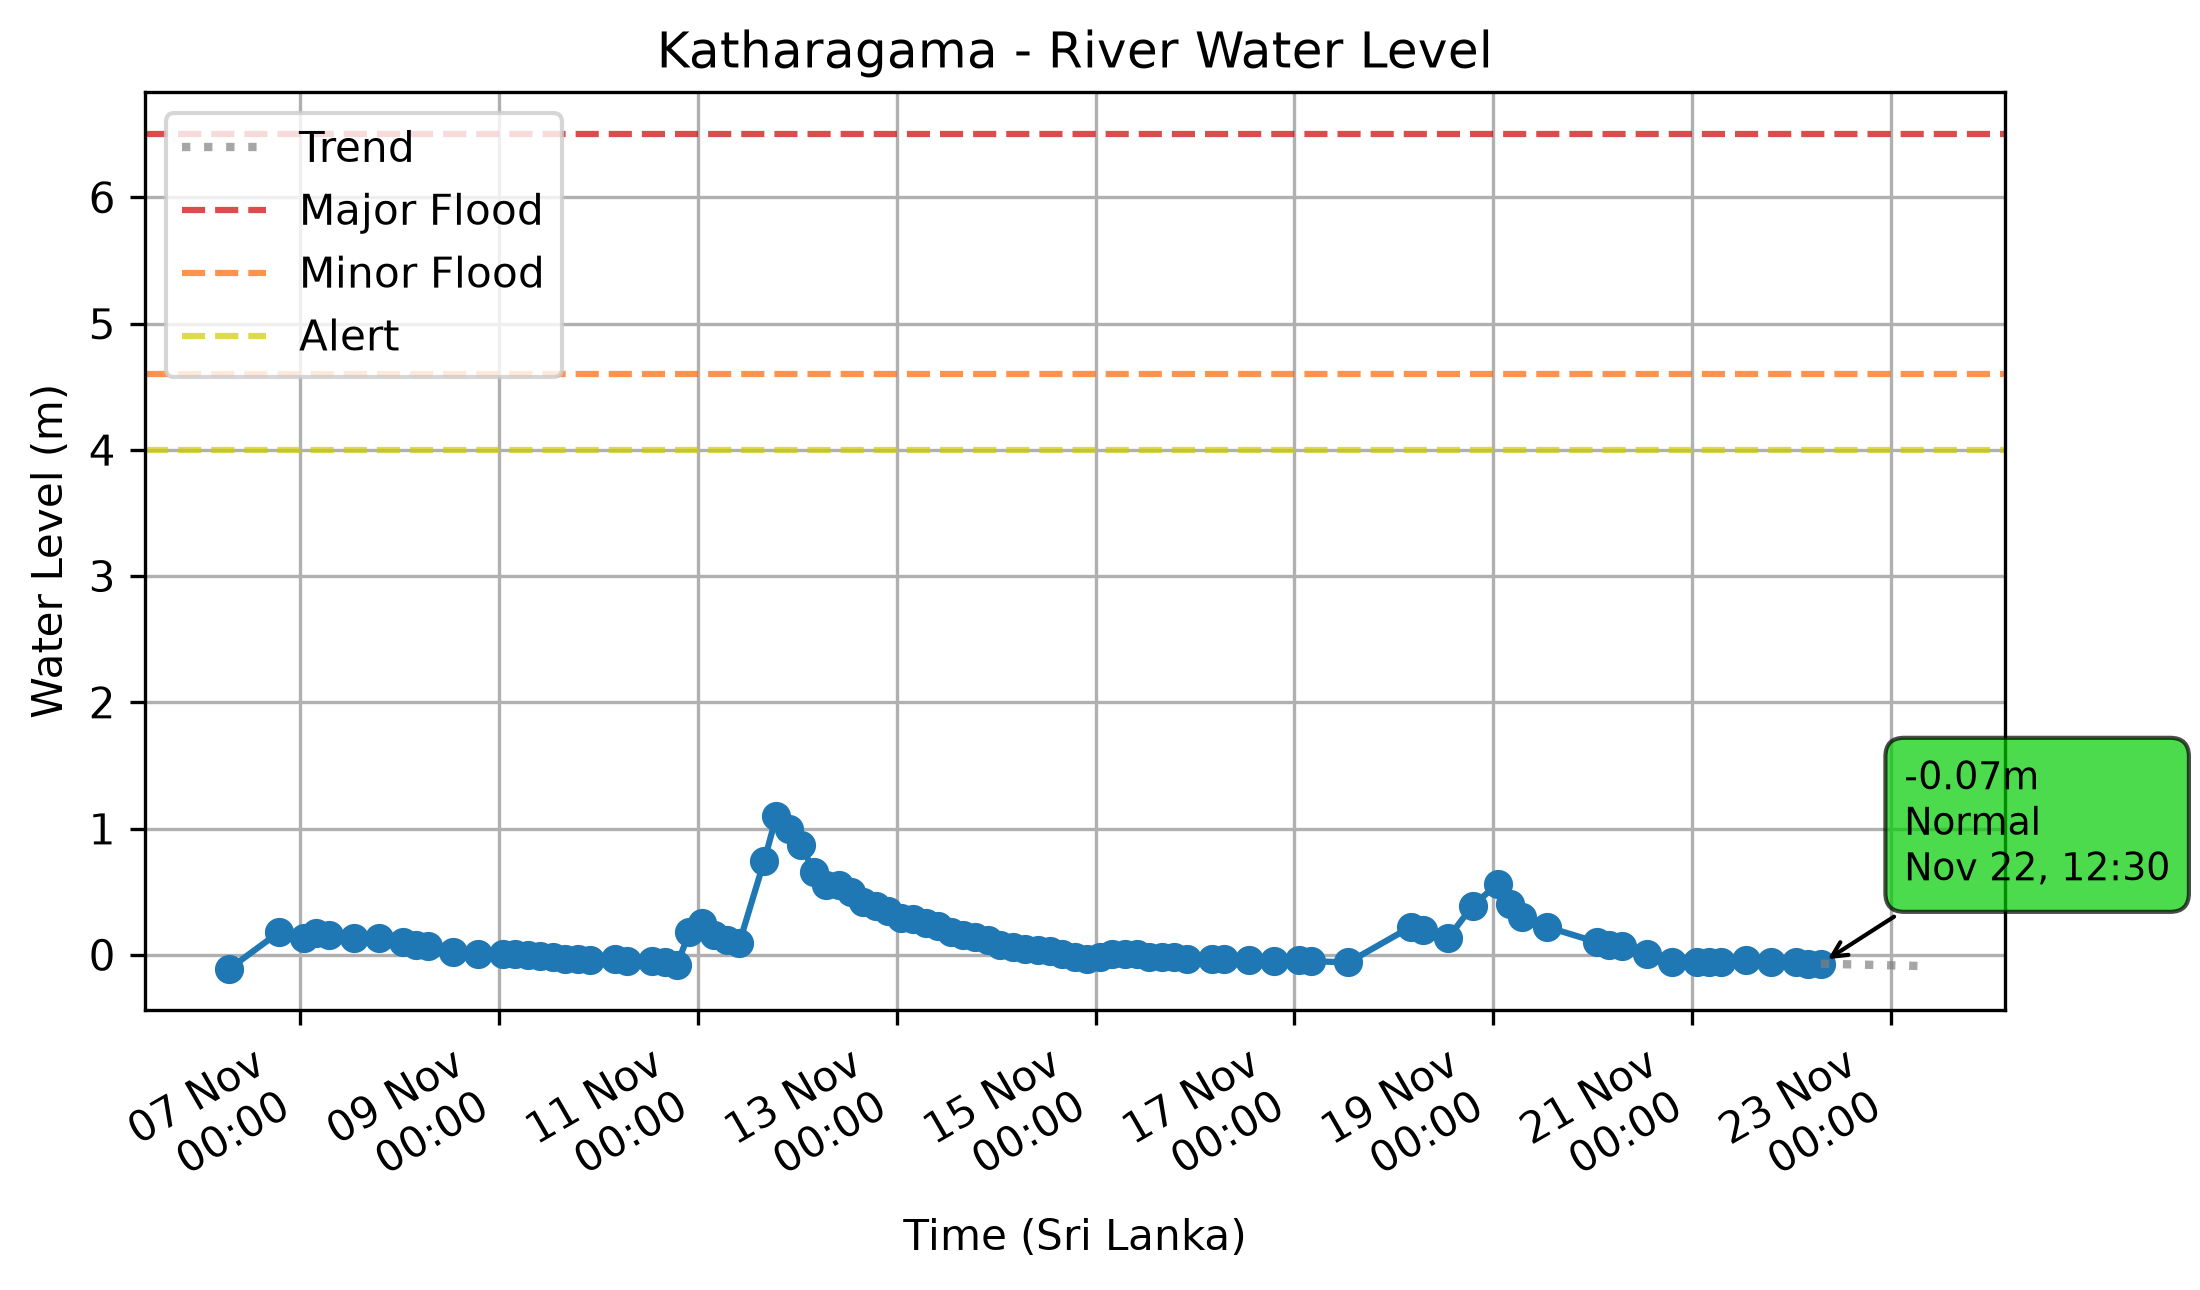 Katharagama - River Water Level
Trend
Major Flood
Minor Flood
Alert
Water Level (m)
6
5
4
3
2
1
0
-0.07m
Normal
Nov 22, 12:30
07 Nov
00:00
09 Nov
00:00
11 Nov
00:00
13 Nov
00:00
15 Nov
00:00
17 Nov
00:00
19 Nov
00:00
21 Nov
00:00
23 Nov
00:00
Time (Sri Lanka)